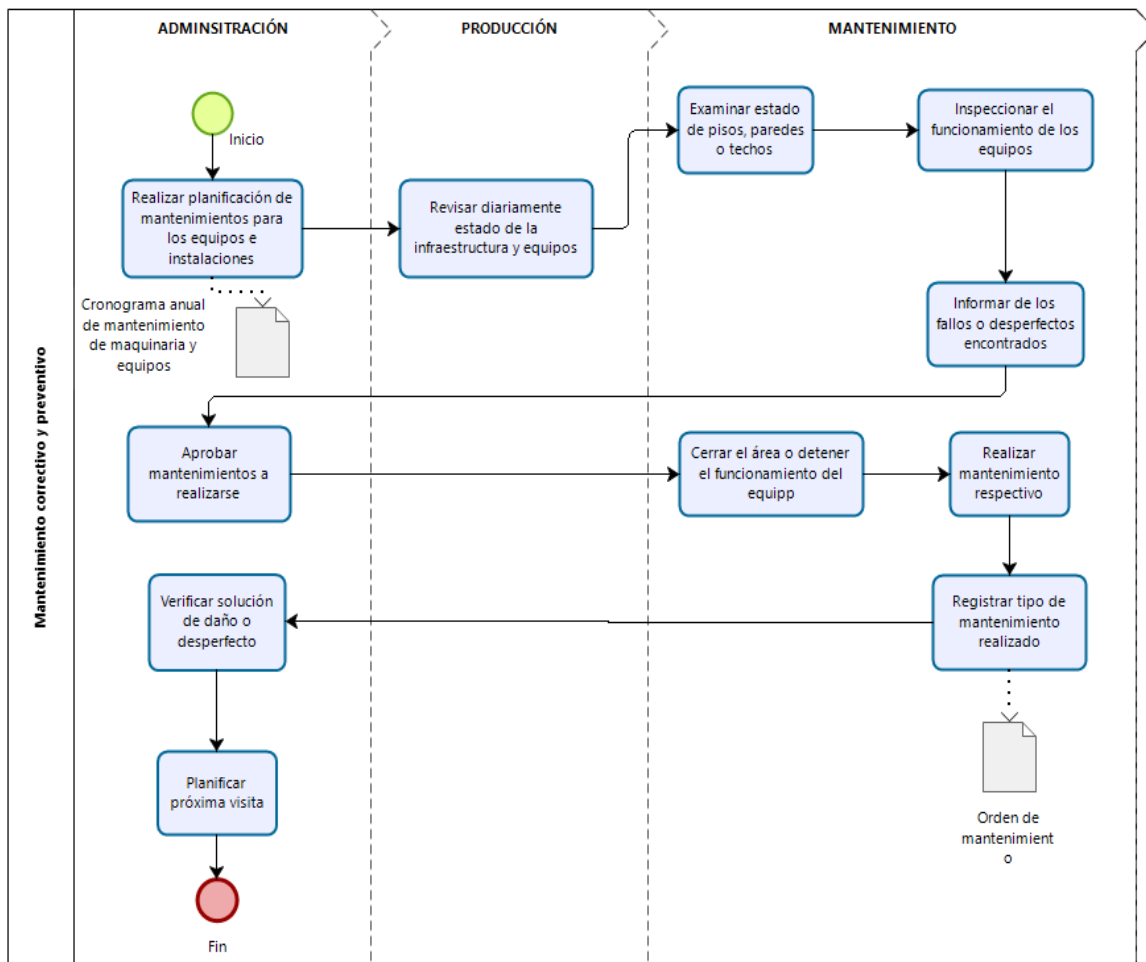 ADMINSITRACIÓN
PRODUCCIÓN
MANTENIMIENTO
Mantenimiento correctivo y preventivo
Inicio
Realizar planificación de
mantenimientos para
los equipos e
instalaciones
Revisar diariamente
estado de la
infraestructura y equipos
Examinar estado
de pisos, paredes
o techos
Inspeccionar el
funcionamiento de los
equipos
Cronograma anual
de mantenimiento
de maquinaria y
equipos
Informar de los
fallos o desperfectos
encontrados
Aprobar
mantenimientos a
realizarse
Cerrar el área o detener
el funcionamiento del
equipp
Realizar
mantenimiento
respectivo
Verificar solución
de daño o
desperfecto
Registrar tipo de
mantenimiento
realizado
Planificar
próxima visita
Orden de
mantenimient
o
Fin